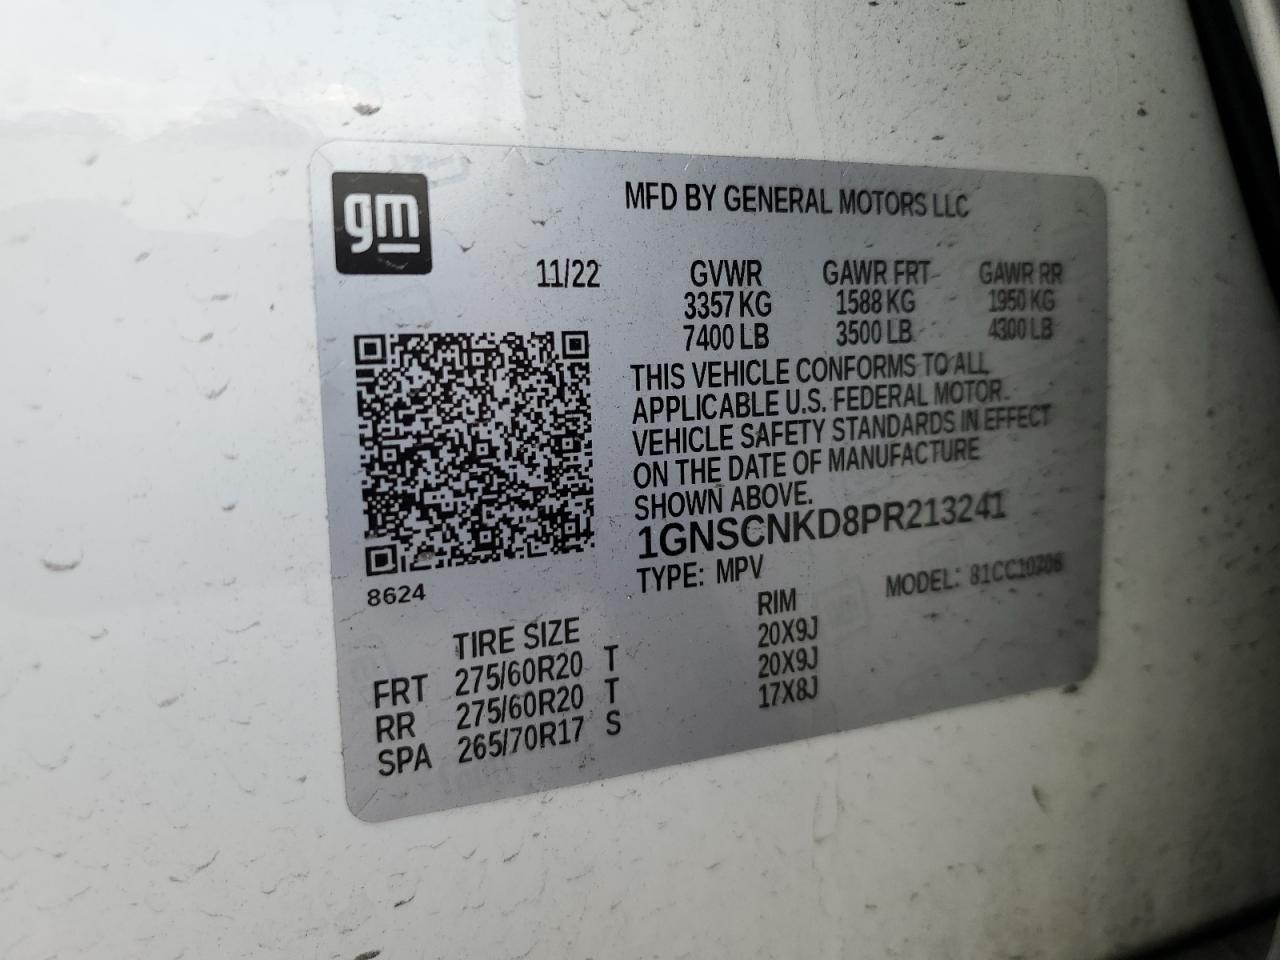 gm
MFD BY GENERAL MOTORS LLC
11/22 GVWR GAWR FRT GAWR RR
3357 KG 1588 KG 1950 KG
7400 LB 3500 LB 4300 LB
THIS VEHICLE CONFORMS TO ALL
APPLICABLE U.S. FEDERAL MOTOR
VEHICLE SAFETY STANDARDS IN EFFECT
ON THE DATE OF MANUFACTURE
SHOWN ABOVE.
1GNSCNKD8PR213241
TYPE: MPV MODEL: 81CC10706
8624
TIRE SIZE RIM
FRT 275/60R20 T 20X9J
RR 275/60R20 T 20X9J
SPA 265/70R17 S 17X8J